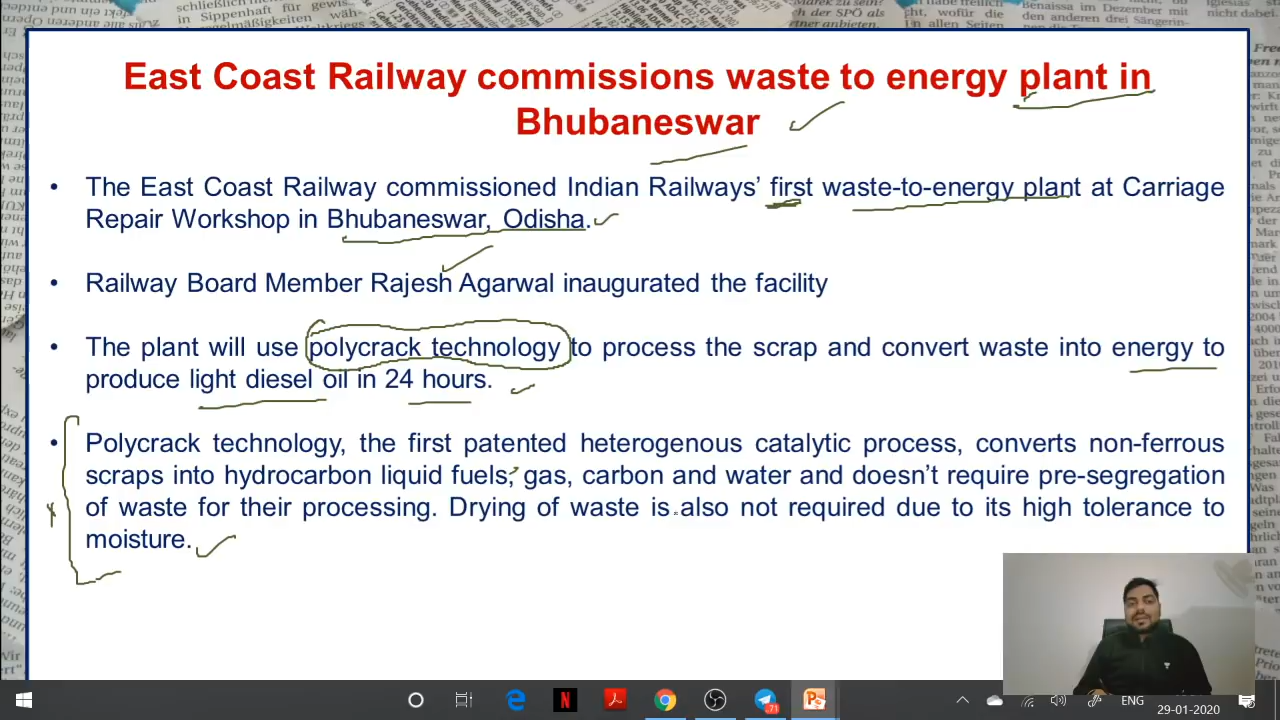 East Coast Railway commissions waste to energy plant in
Bhubaneswar
• The East Coast Railway commissioned Indian Railways’ first waste-to-energy plant at Carriage
Repair Workshop in Bhubaneswar, Odisha.
• Railway Board Member Rajesh Agarwal inaugurated the facility
• The plant will use polycrack technology to process the scrap and convert waste into energy to
produce light diesel oil in 24 hours.
• Polycrack technology, the first patented heterogenous catalytic process, converts non-ferrous
scraps into hydrocarbon liquid fuels, gas, carbon and water and doesn’t require pre-segregation
of waste for their processing. Drying of waste is also not required due to its high tolerance to
moisture.
ENG
29-01-2020